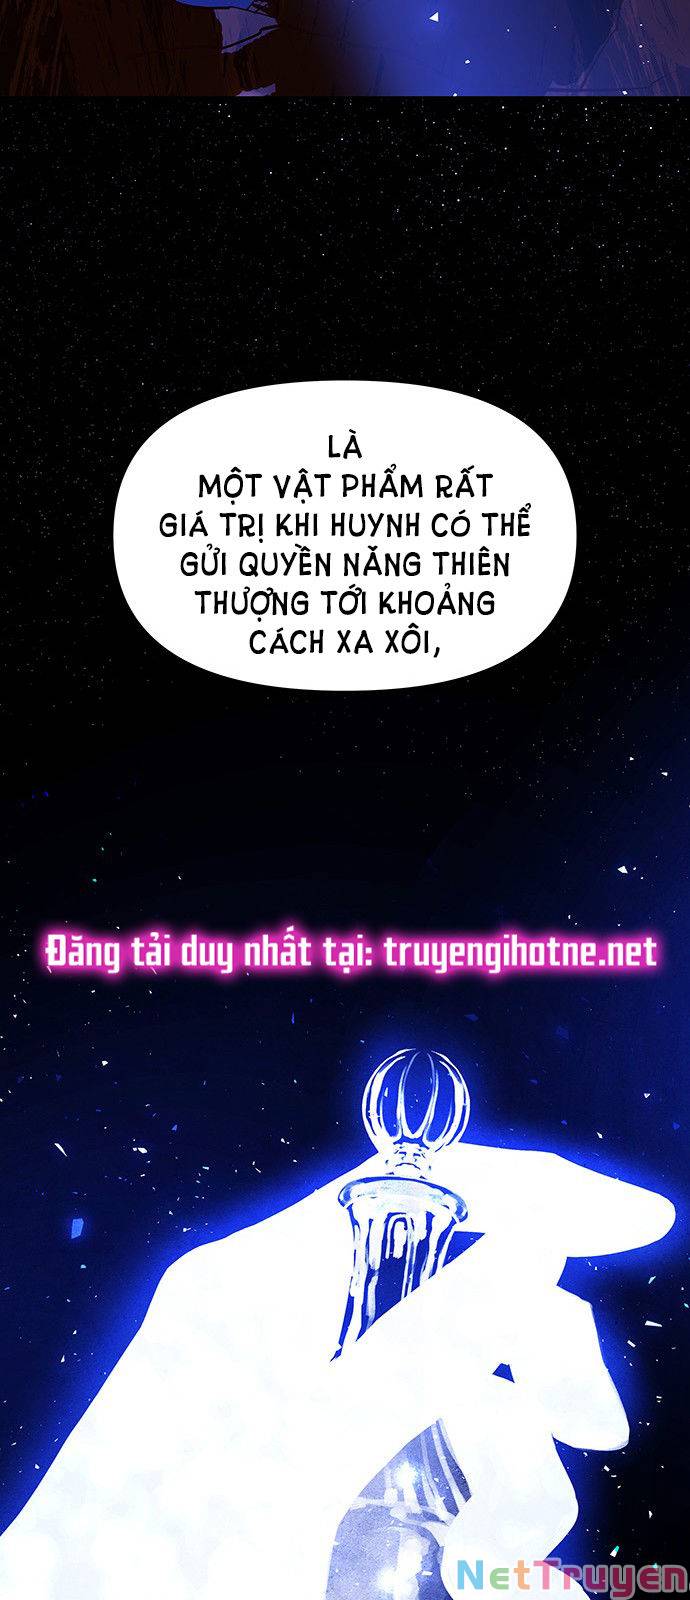 LÀ
MỘT VẬT PHẨM RẤT
GIÁ TRỊ KHI HUYNH CÓ THỂ
GỬI QUYỀN NĂNG THIÊN
THƯỢNG TỚI KHOẢNG
CÁCH XA XÔI,
Đăng tải duy nhất tại: truyengihotne.net
NetTruyen